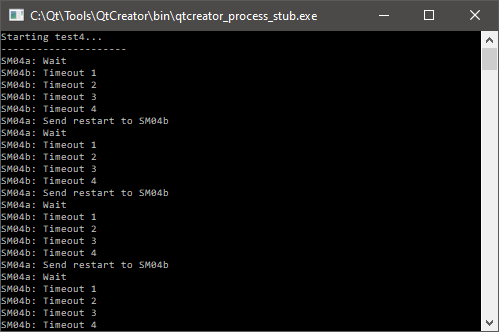 C:\Qt\Tools\QtCreator\bin\qtcreator_process_stub.exe
Starting test4...
---------------------
SM04a: Wait
SM04b: Timeout 1
SM04b: Timeout 2
SM04b: Timeout 3
SM04b: Timeout 4
SM04a: Send restart to SM04b
SM04a: Wait
SM04b: Timeout 1
SM04b: Timeout 2
SM04b: Timeout 3
SM04b: Timeout 4
SM04a: Send restart to SM04b
SM04a: Wait
SM04b: Timeout 1
SM04b: Timeout 2
SM04b: Timeout 3
SM04b: Timeout 4
SM04a: Send restart to SM04b
SM04a: Wait
SM04b: Timeout 1
SM04b: Timeout 2
SM04b: Timeout 3
SM04b: Timeout 4